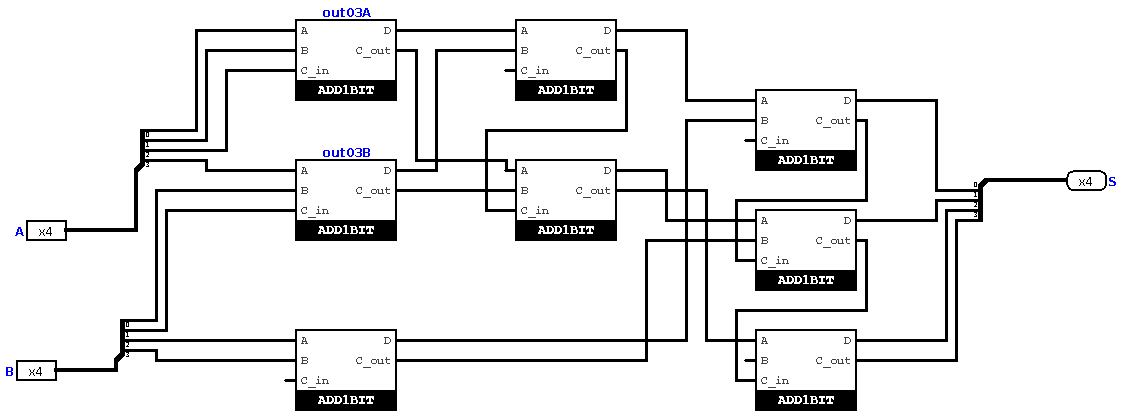 out03A
A D
B C_out
C_in
ADD1BIT
A D
B C_out
C_in
ADD1BIT
A D
B C_out
C_in
ADD1BIT
0
1
2
3
out03B
A D
B C_out
C_in
ADD1BIT
A D
B C_out
C_in
ADD1BIT
0
1
2
3
x4 S
A x4
A D
B C_out
C_in
ADD1BIT
0
1
2
3
B x4
A D
B C_out
C_in
ADD1BIT
A D
B C_out
C_in
ADD1BIT